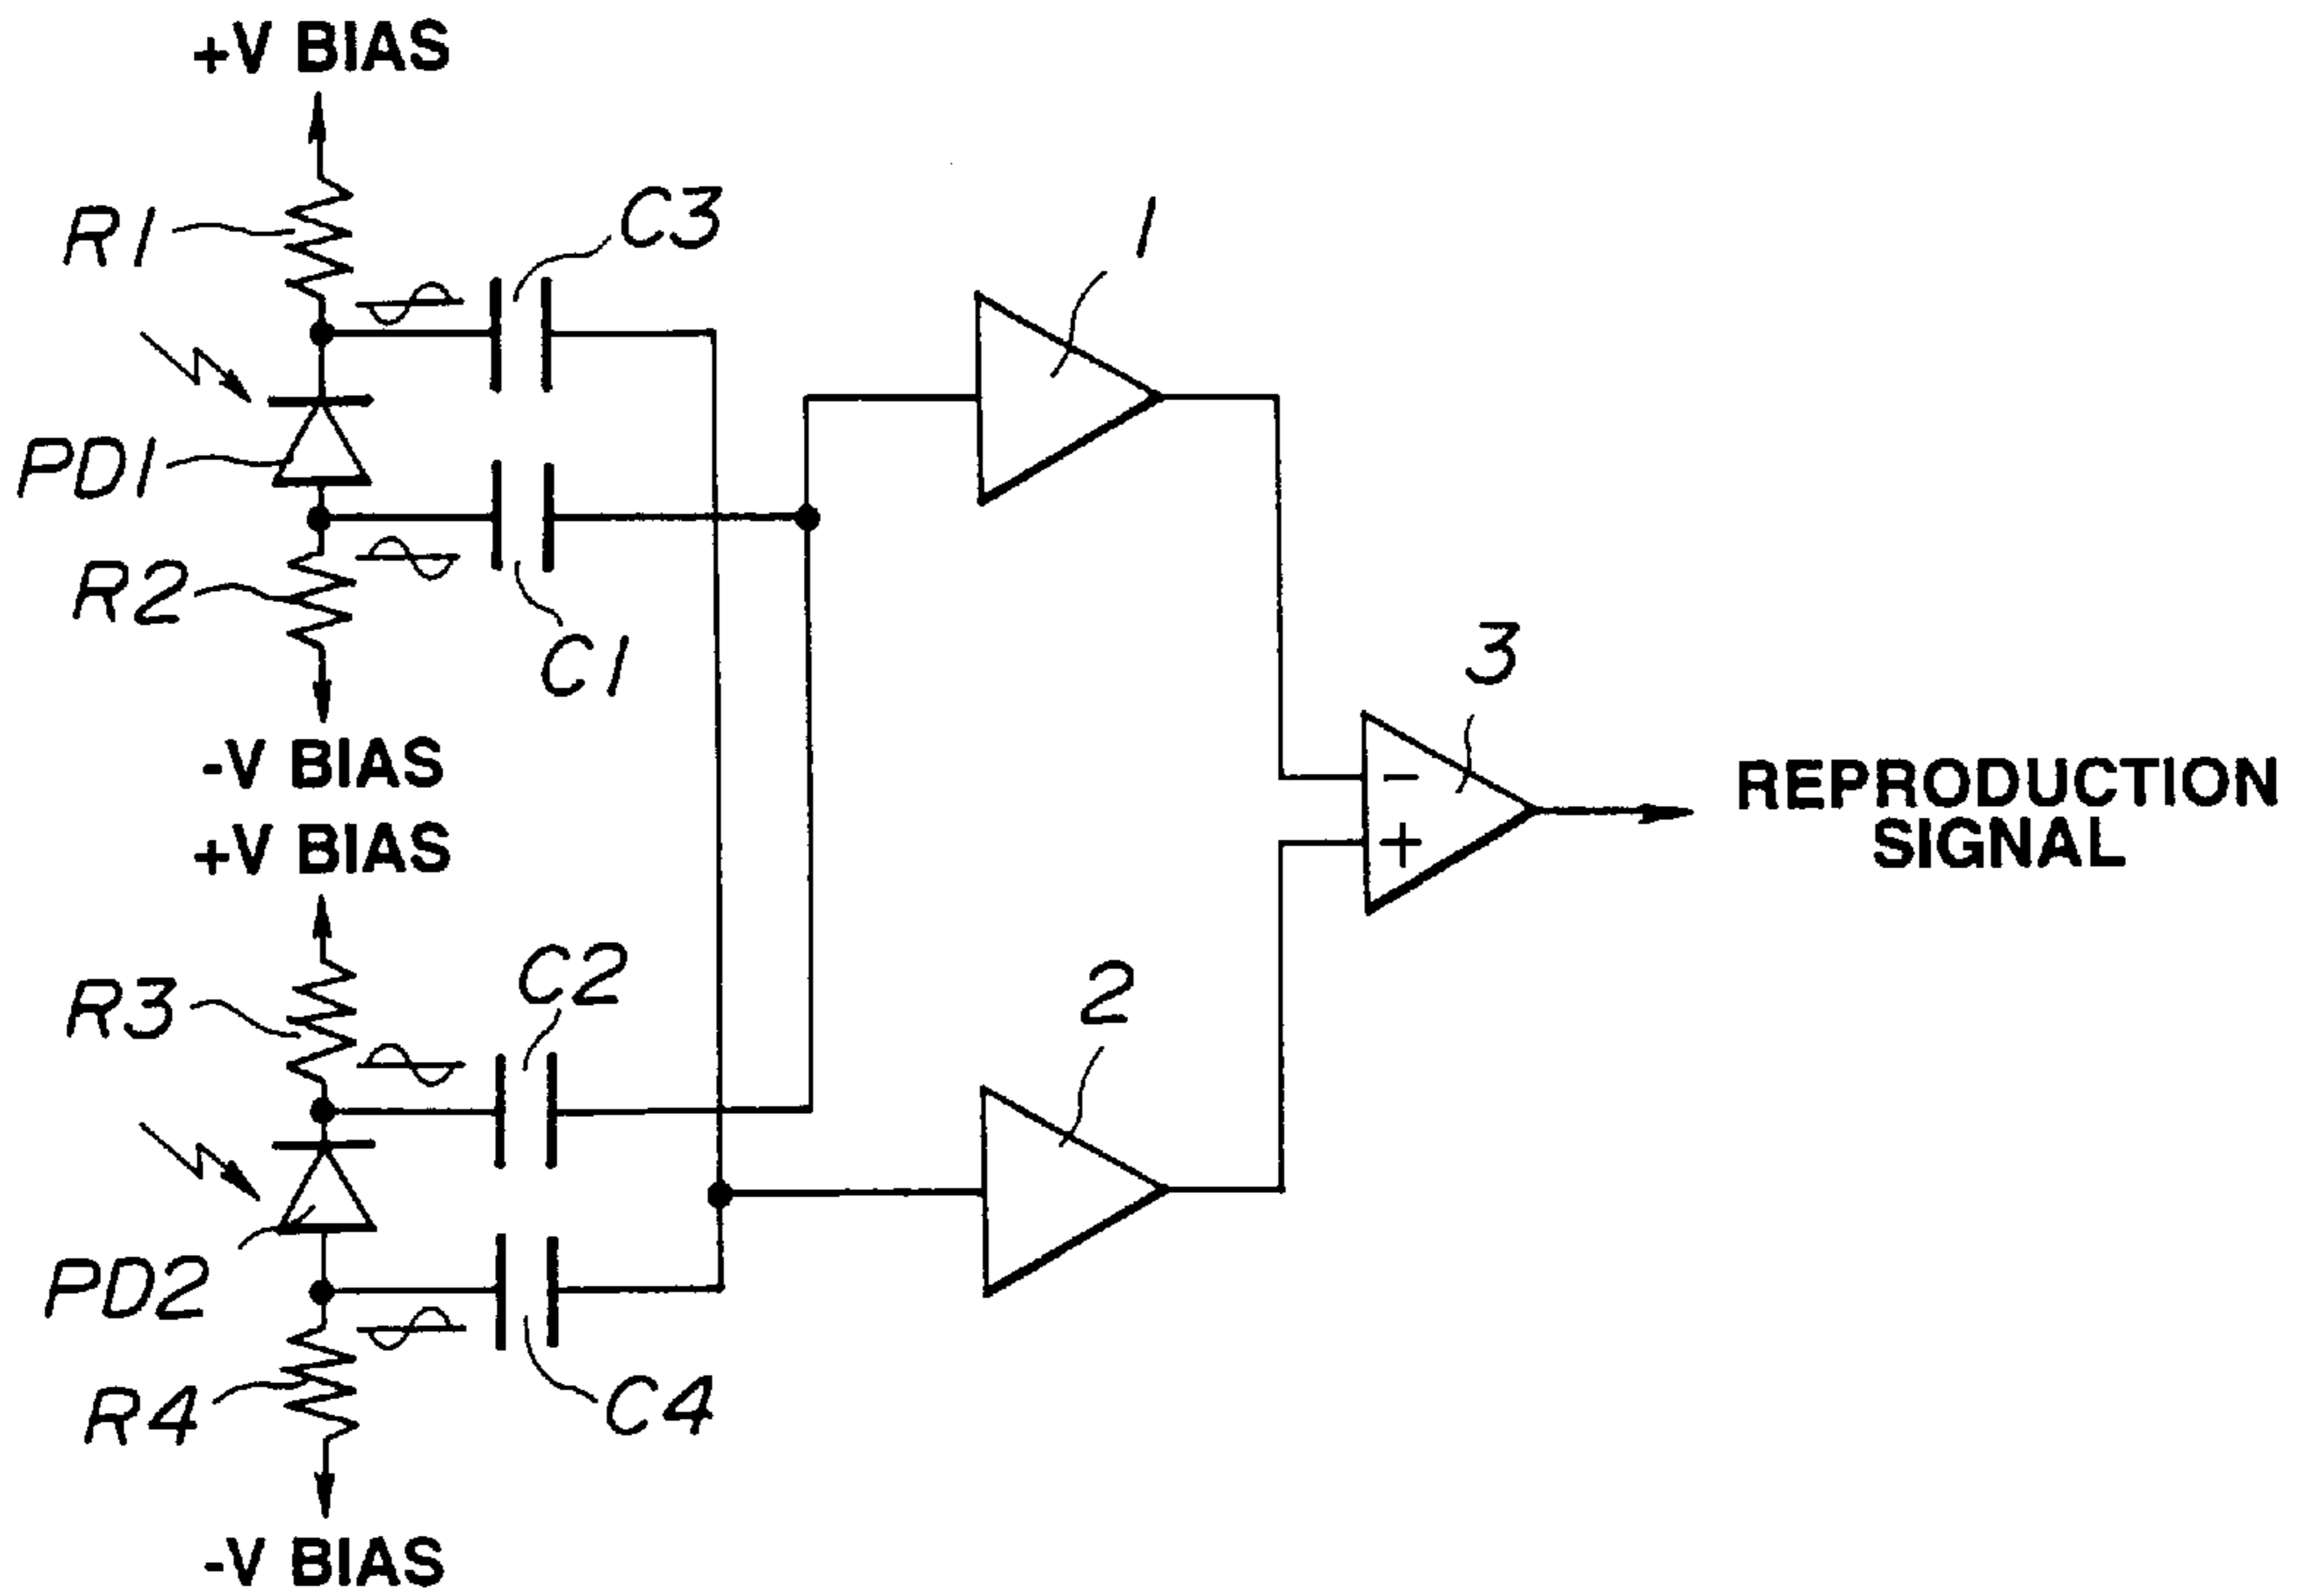 +V BIAS
R1
C3
1
PD1
R2
C1
-V BIAS
3
-
+
REPRODUCTION
SIGNAL
+V BIAS
R3
C2
2
PD2
R4
C4
-V BIAS